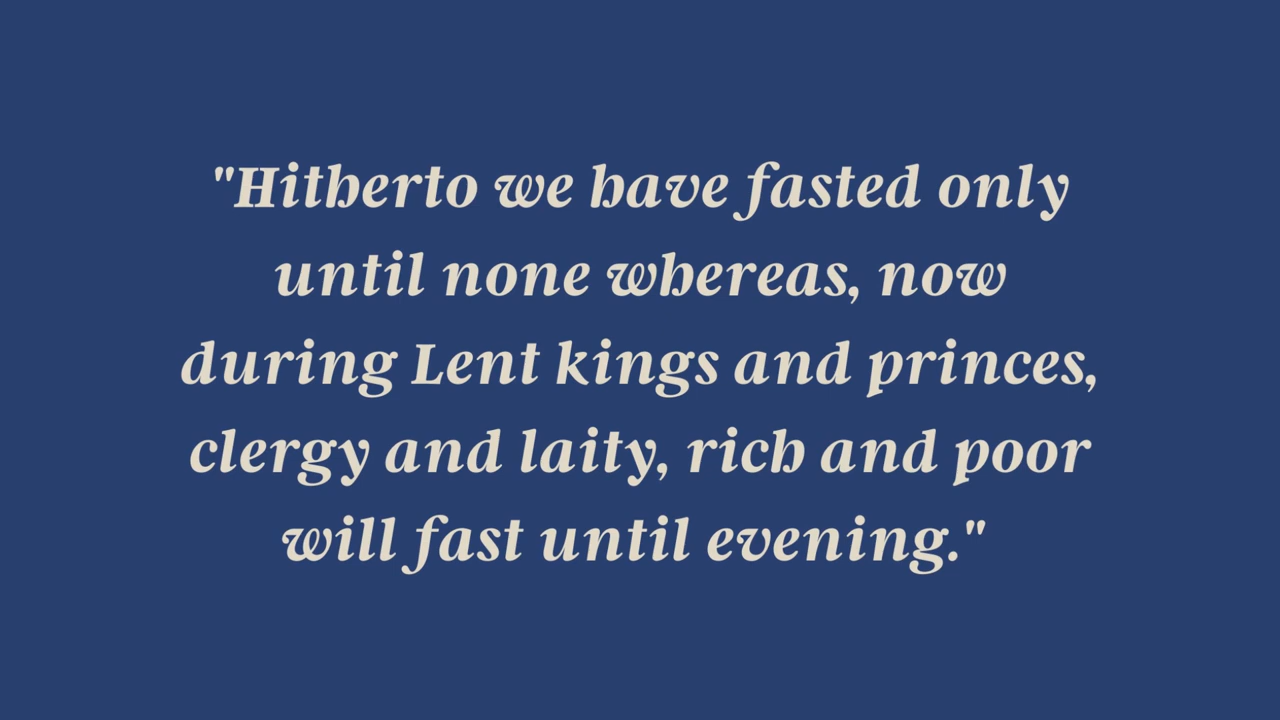 "Hitherto we have fasted only
until none whereas, now
during Lent kings and princes,
clergy and laity, rich and poor
will fast until evening."